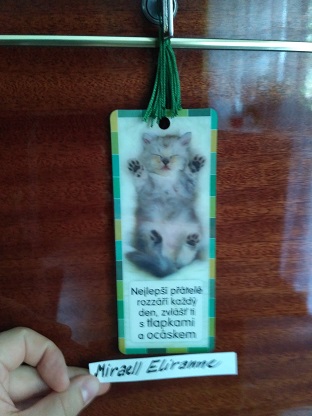 Nejlepší přátelé
rozzáří každý
den, zvlášť ti
s tlapkami
a ocáskem
Miraell Eliranne